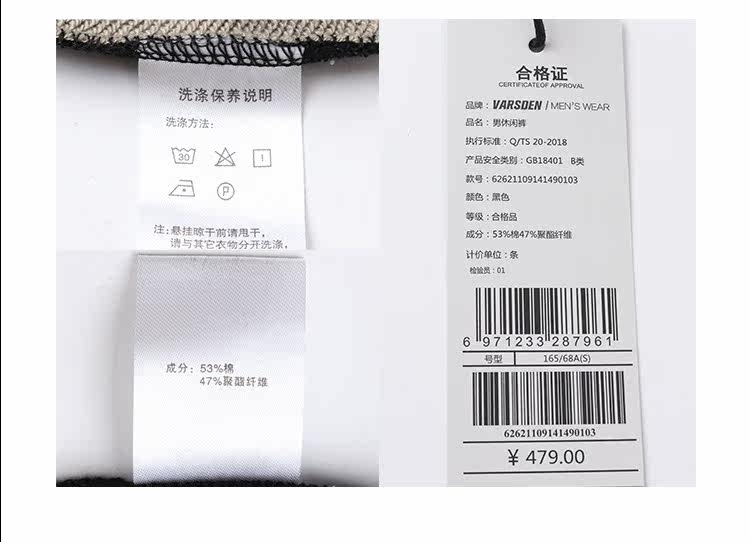 洗涤保养说明
洗涤方法:
30
P
注:悬挂晾干前请甩干,
请与其它衣物分开洗涤,
成分: 53%棉
47%聚酯纤维
合格证
CERTIFICATEOF APPROVAL
品牌: VARSDEN / MEN'S WEAR
品名: 男休闲裤
执行标准: Q/TS 20-2018
产品安全类别: GB18401 B类
款号: 62621109141490103
颜色: 黑色
等级: 合格品
成分: 53%棉47%聚酯纤维
计价单位: 条
检验员: 01
6 971233 287961
号型 165/68A(S)
62621109141490103
¥ 479.00